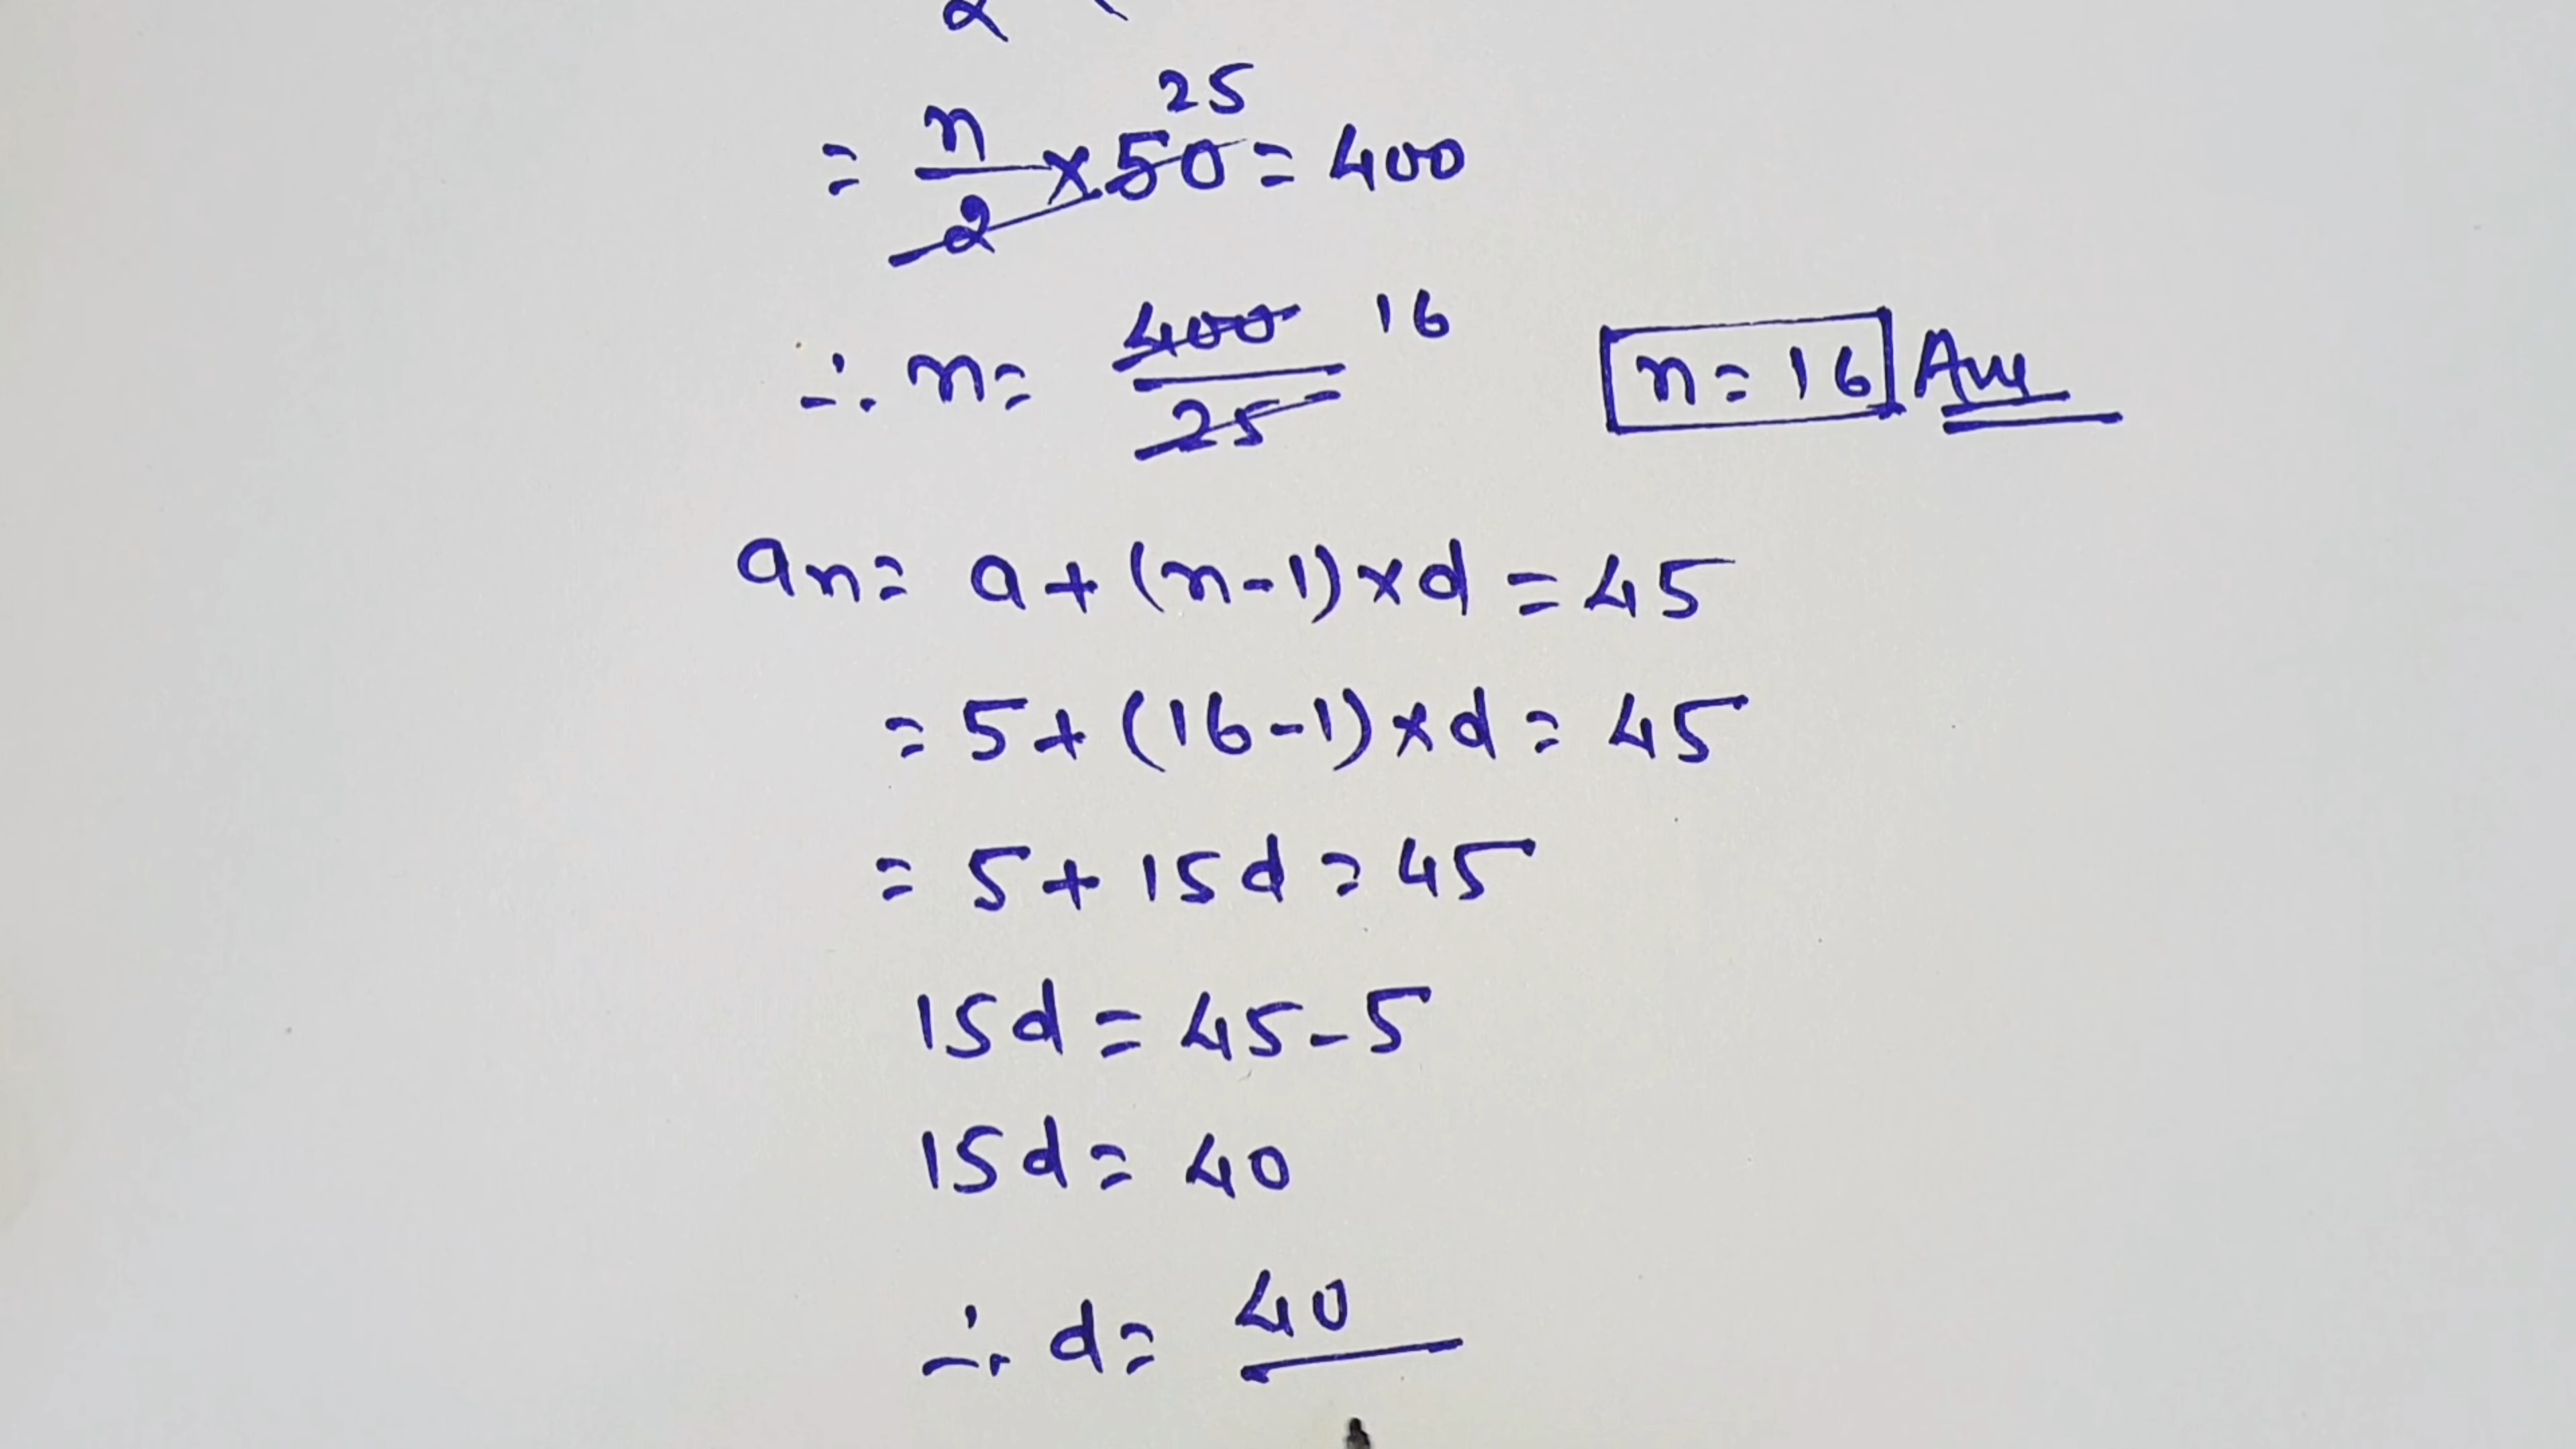 2 (
= n/2 × 50 25 = 400
∴ n = 400/25 16 n = 16 Ans
an = a + (n-1) × d = 45
= 5 + (16-1) × d = 45
= 5 + 15d = 45
15d = 45 - 5
15d = 40
∴ d = 40/